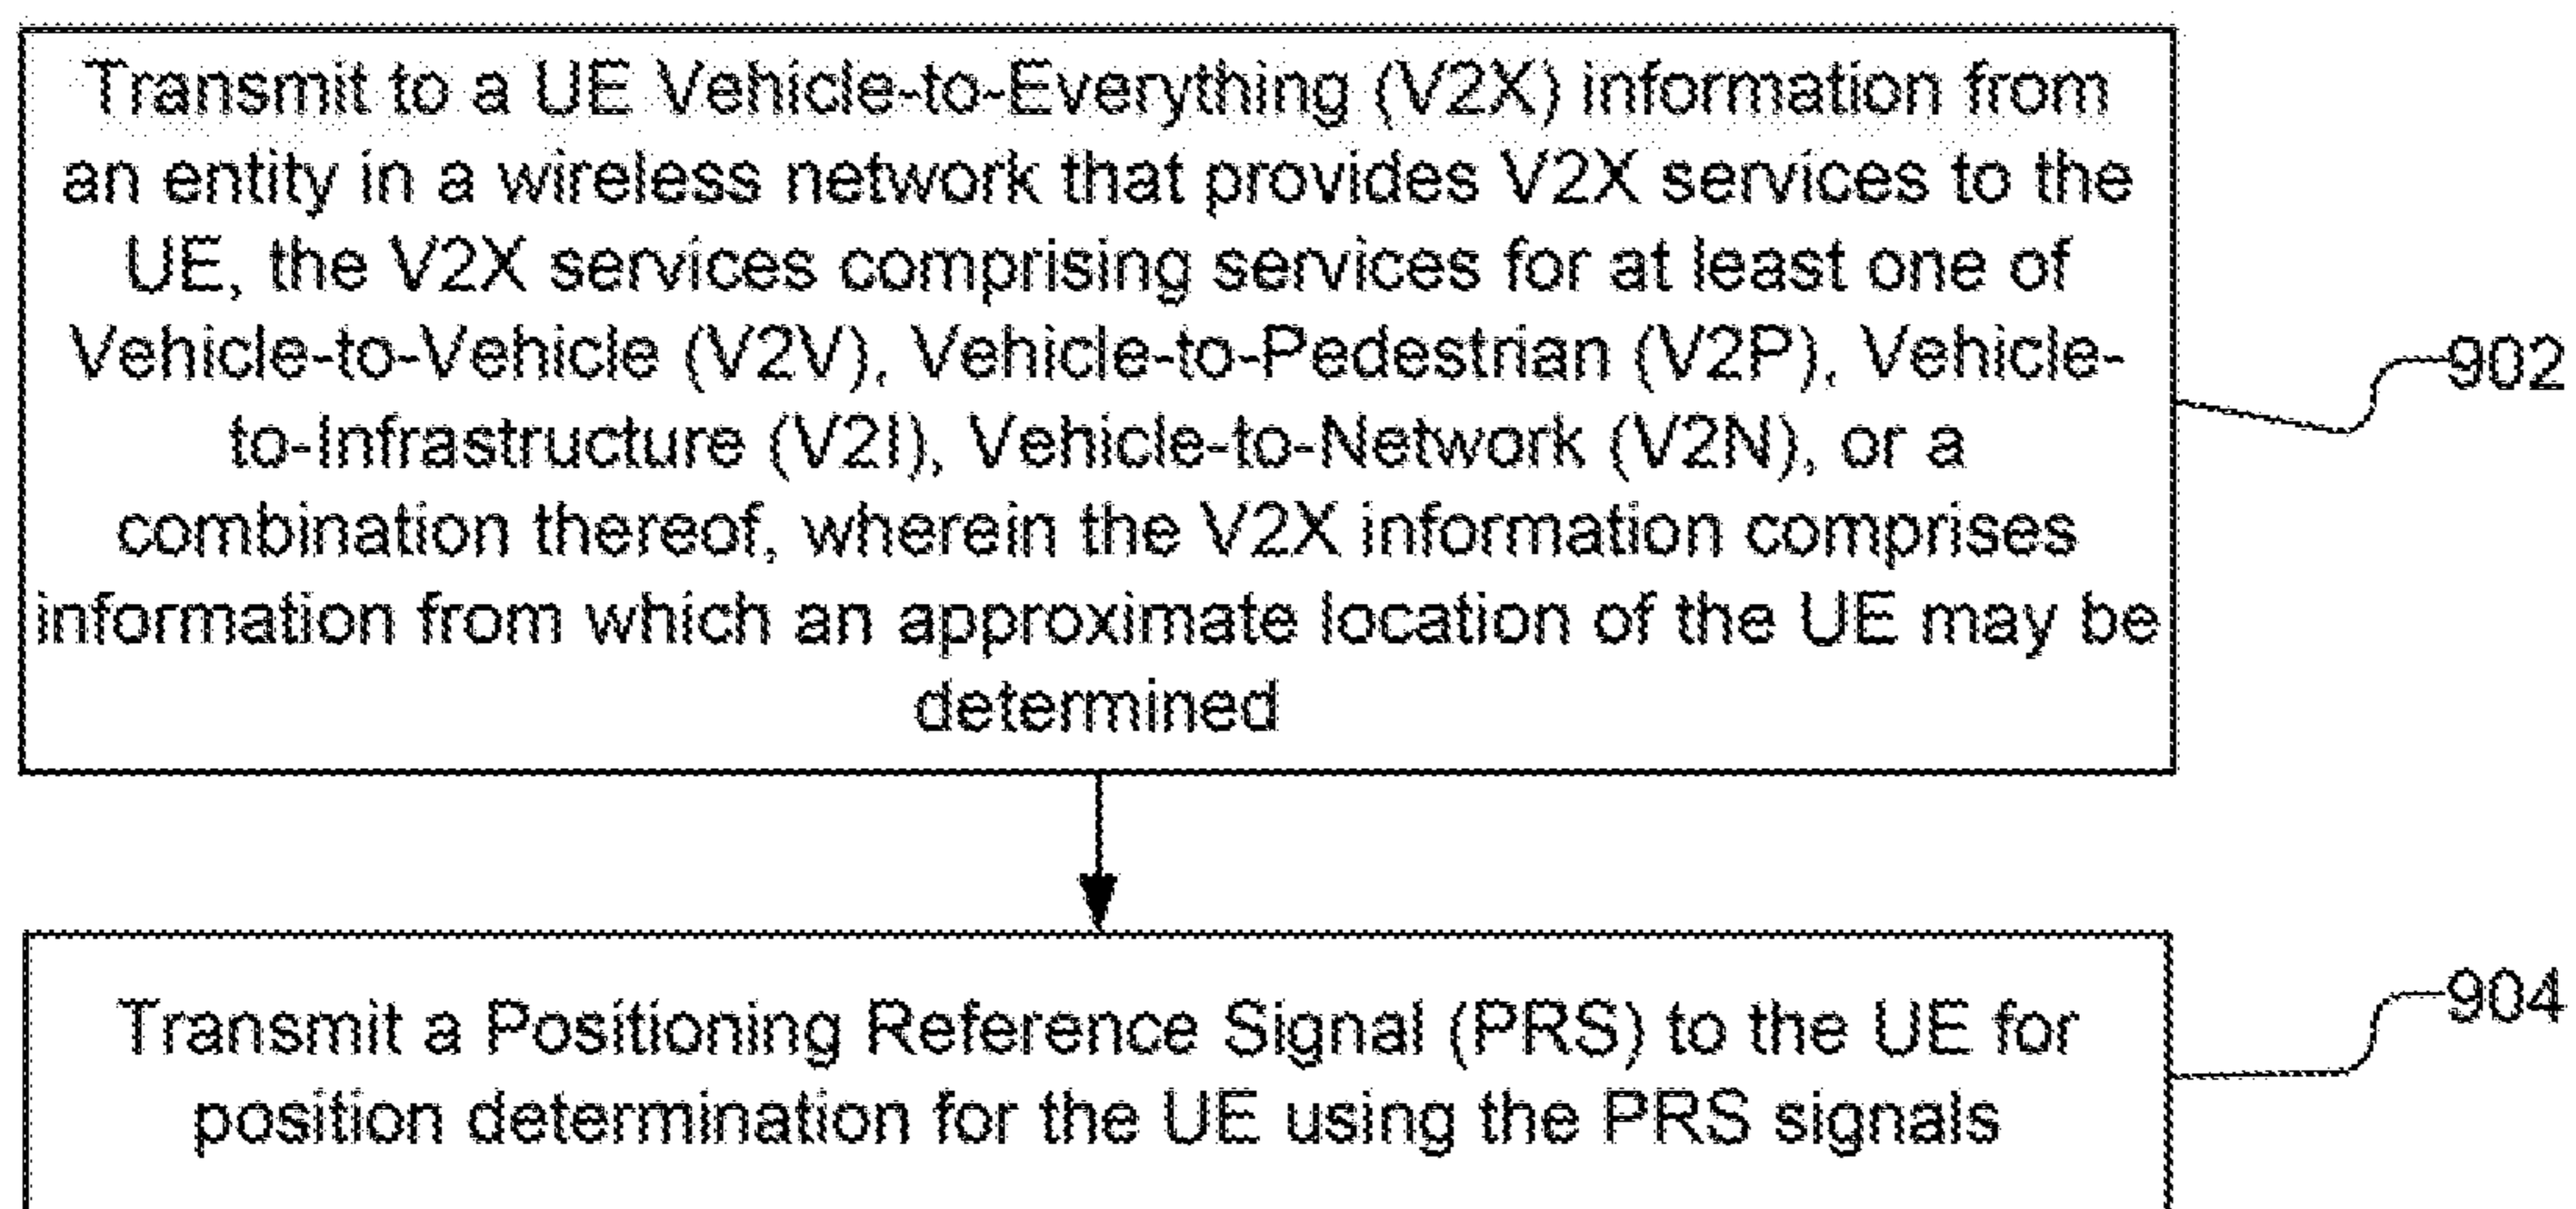 Transmit to a UE Vehicle-to-Everything (V2X) information from
an entity in a wireless network that provides V2X services to the
UE, the V2X services comprising services for at least one of
Vehicle-to-Vehicle (V2V), Vehicle-to-Pedestrian (V2P), Vehicle-
to-Infrastructure (V2I), Vehicle-to-Network (V2N), or a
combination thereof, wherein the V2X information comprises
information from which an approximate location of the UE may be
determined
902
Transmit a Positioning Reference Signal (PRS) to the UE for
position determination for the UE using the PRS signals
904